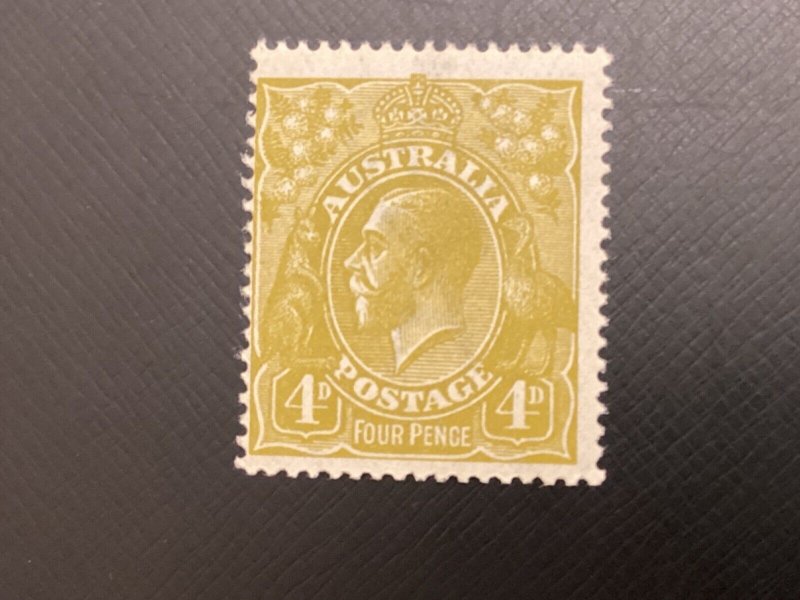 AUSTRALIA
POSTAGE
4D 4D
FOUR PENCE